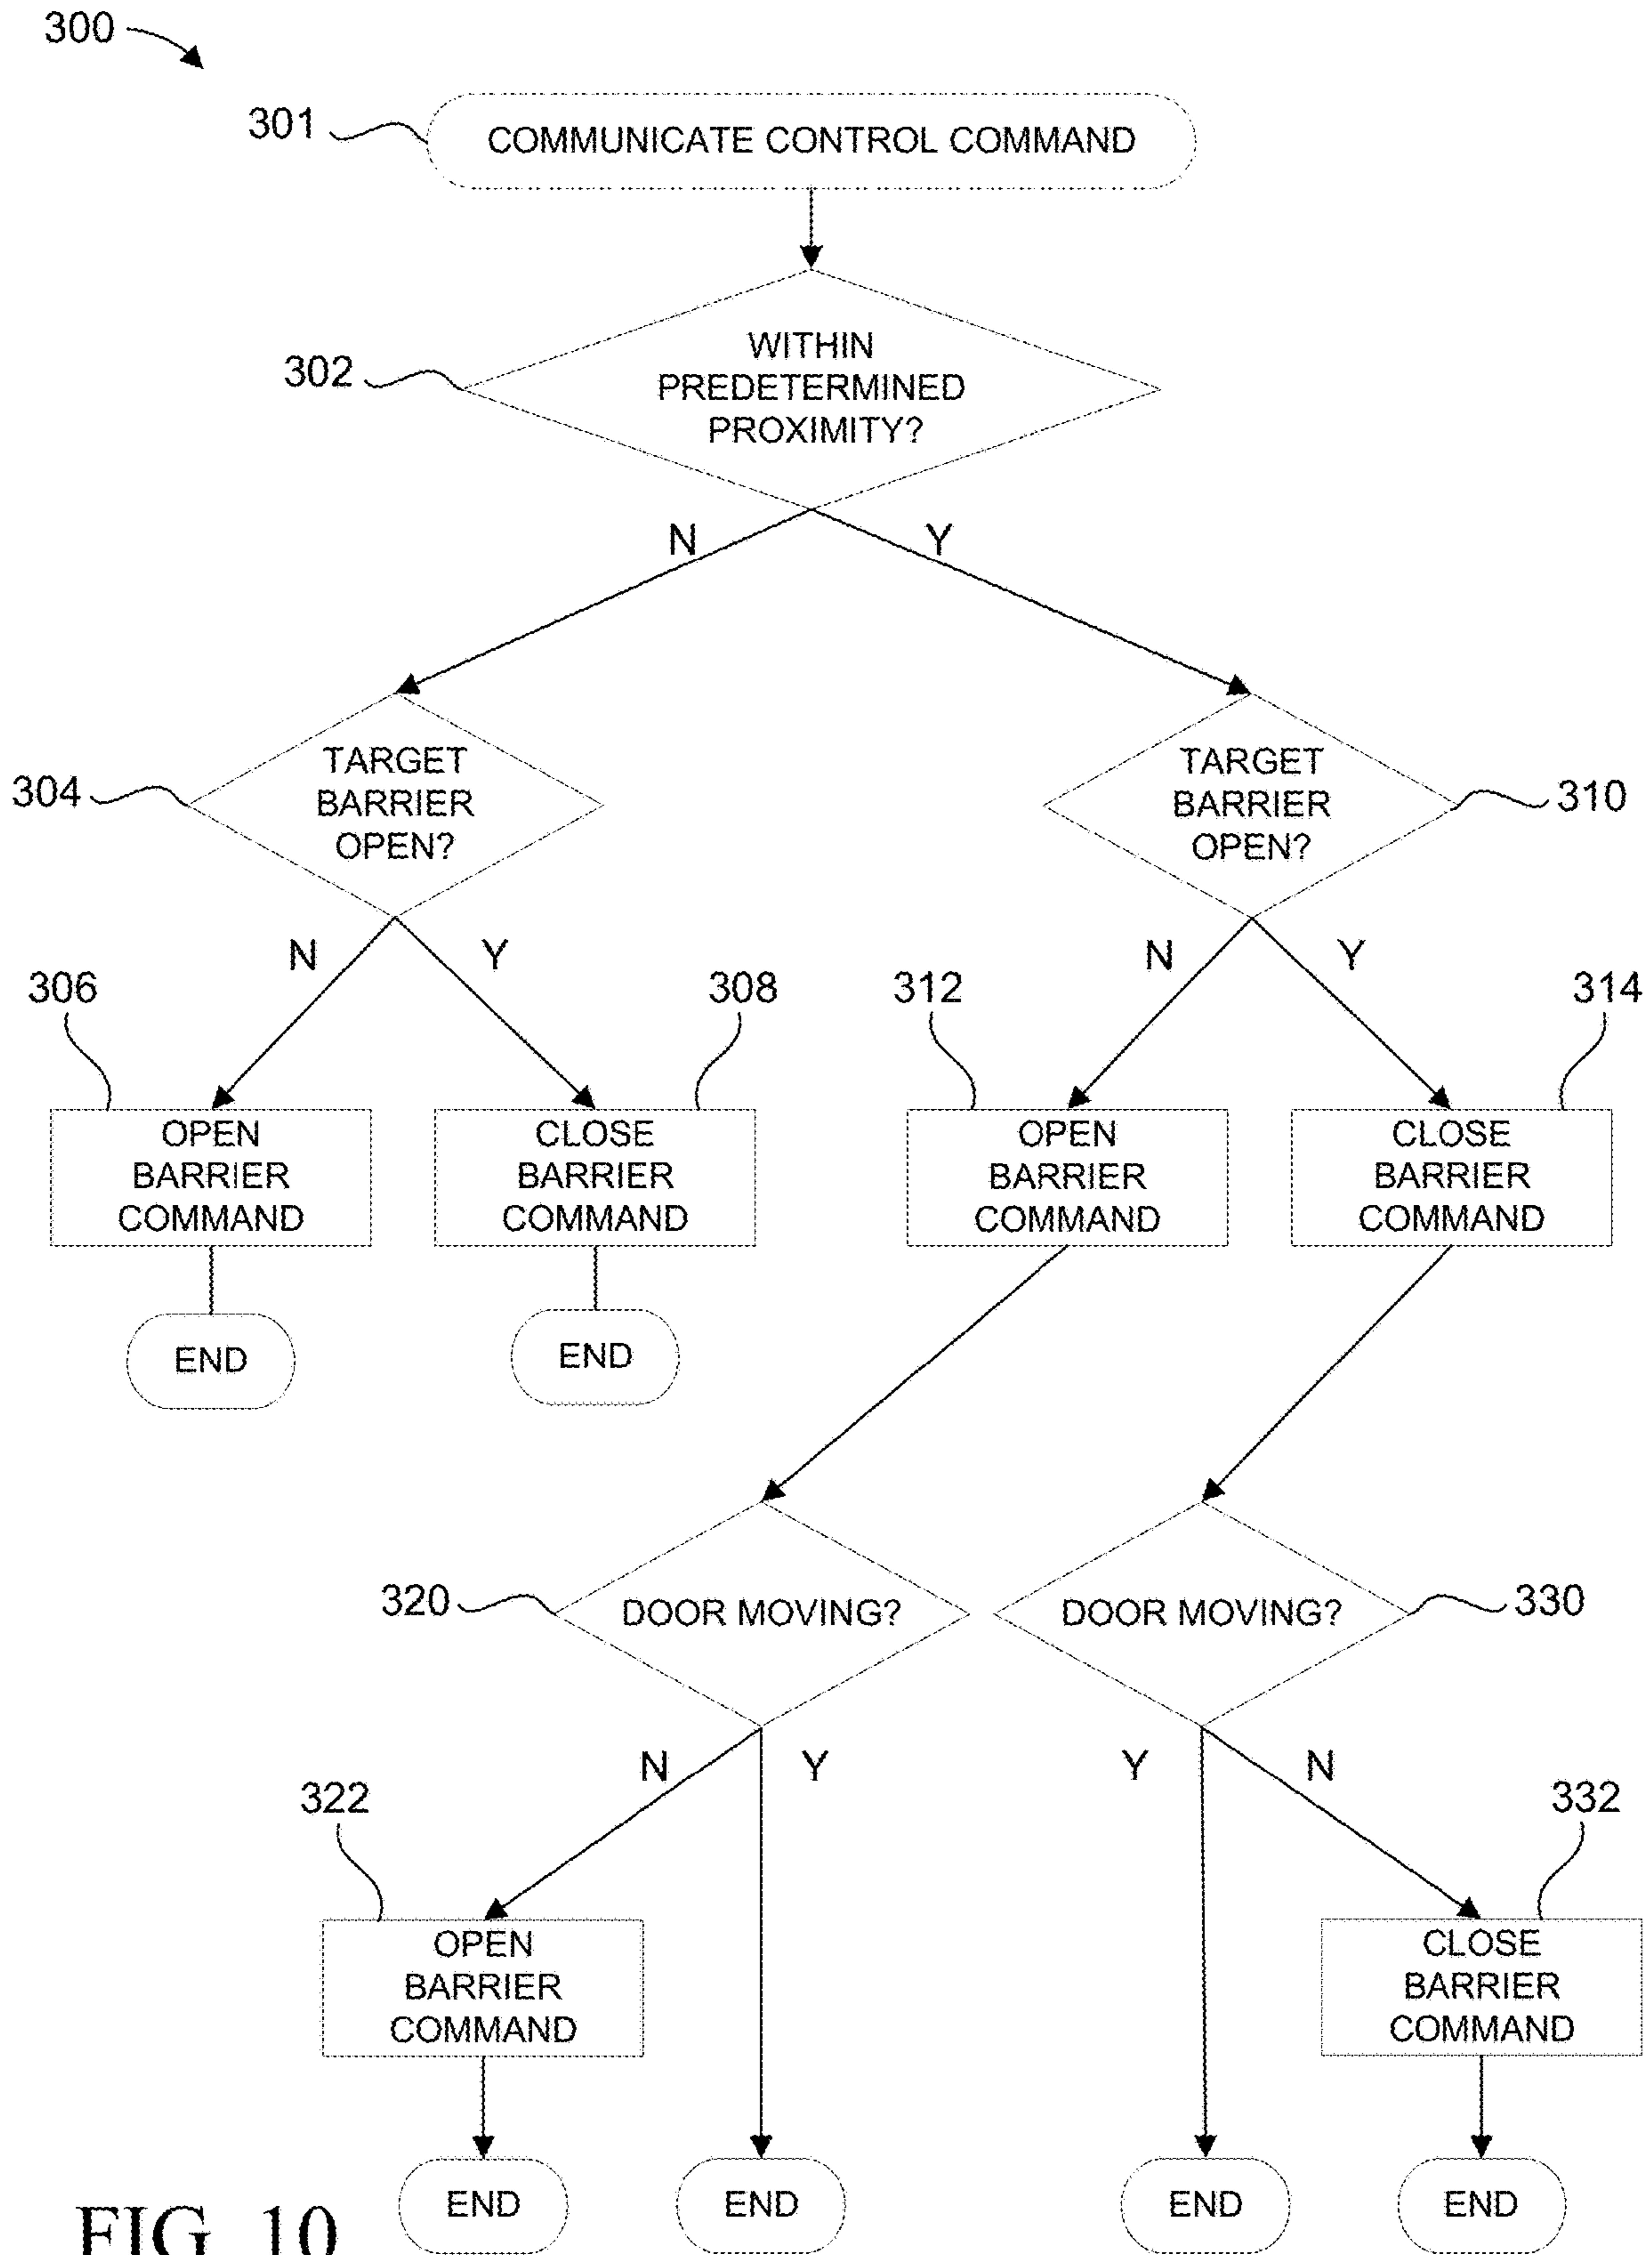 300
301
COMMUNICATE CONTROL COMMAND
302
WITHIN
PREDETERMINED
PROXIMITY?
N
Y
304
TARGET
BARRIER
OPEN?
TARGET
BARRIER
OPEN?
310
N
Y
N
Y
306
308
312
314
OPEN
BARRIER
COMMAND
CLOSE
BARRIER
COMMAND
OPEN
BARRIER
COMMAND
CLOSE
BARRIER
COMMAND
END
END
320
DOOR MOVING?
DOOR MOVING?
330
N
Y
Y
N
322
332
OPEN
BARRIER
COMMAND
CLOSE
BARRIER
COMMAND
END
END
END
END
FIG. 10